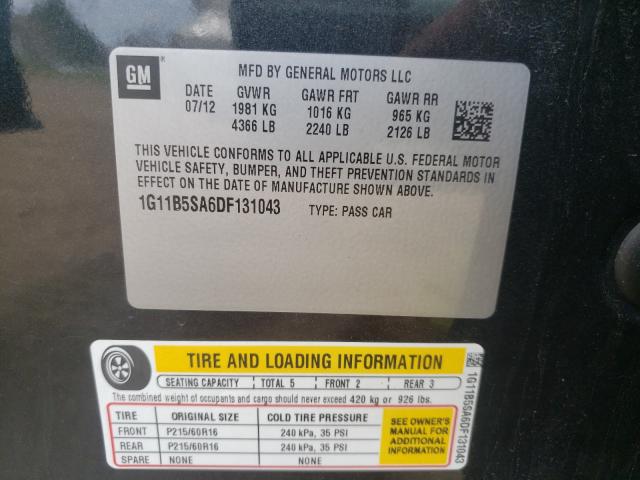 GM
MFD BY GENERAL MOTORS LLC
DATE GVWR GAWR FRT GAWR RR
07/12 1981 KG 1016 KG 965 KG
4366 LB 2240 LB 2126 LB
THIS VEHICLE CONFORMS TO ALL APPLICABLE U.S. FEDERAL MOTOR
VEHICLE SAFETY, BUMPER, AND THEFT PREVENTION STANDARDS
IN EFFECT ON THE DATE OF MANUFACTURE SHOWN ABOVE.
1G11B5SA6DF131043 TYPE: PASS CAR
TIRE AND LOADING INFORMATION
SEATING CAPACITY TOTAL 5 FRONT 2 REAR 3
The combined weight of occupants and cargo should never exceed 420 kg or 926 lbs.
TIRE ORIGINAL SIZE COLD TIRE PRESSURE
FRONT P215/60R16 240 kPa, 35 PSI
REAR P215/60R16 240 kPa, 35 PSI
SPARE NONE NONE
SEE OWNER'S
MANUAL FOR
ADDITIONAL
INFORMATION
1G11B5SA6DF131043